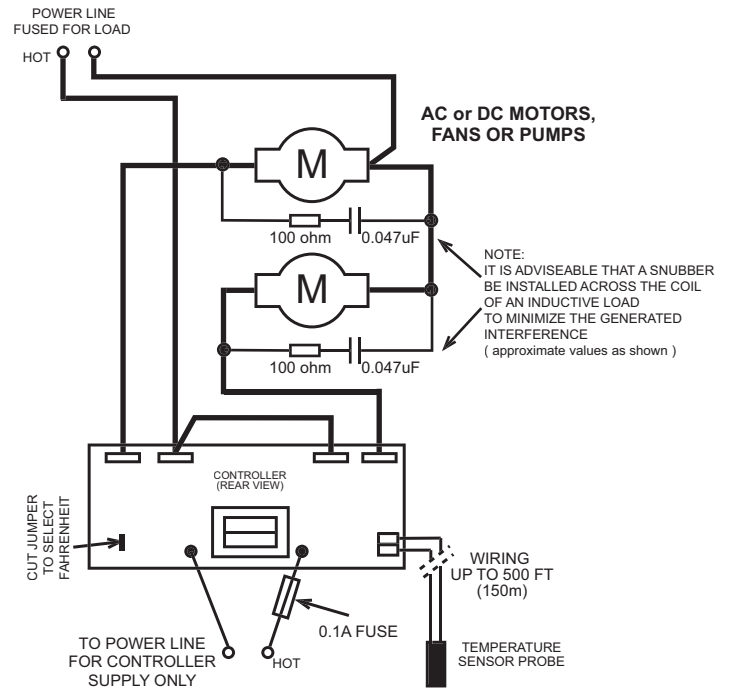 POWER LINE
FUSED FOR LOAD
HOT
AC or DC MOTORS,
FANS OR PUMPS
M
100 ohm
0.047uF
M
100 ohm
0.047uF
NOTE:
IT IS ADVISEABLE THAT A SNUBBER
BE INSTALLED ACROSS THE COIL
OF AN INDUCTIVE LOAD
TO MINIMIZE THE GENERATED
INTERFERENCE
( approximate values as shown )
CONTROLLER
(REAR VIEW)
CUT JUMPER
TO SELECT
FAHRENHEIT
WIRING
UP TO 500 FT
(150m)
0.1A FUSE
TO POWER LINE
FOR CONTROLLER
SUPPLY ONLY
HOT
TEMPERATURE
SENSOR PROBE